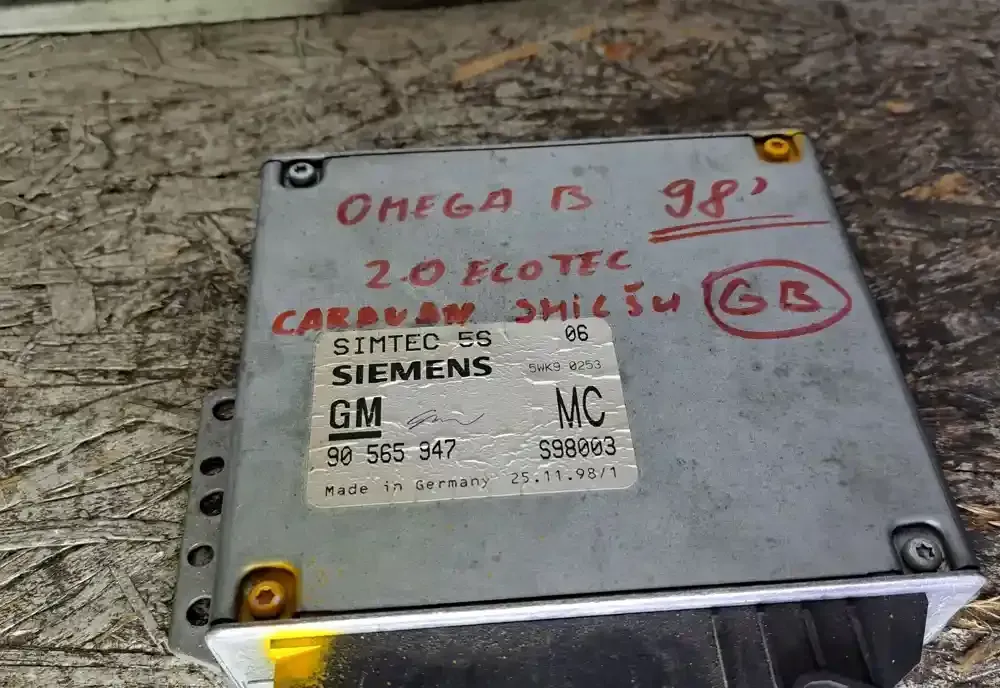 OMEGA B 98'
2.0 ECOTEC
CARAVAN GB
SIMTEC 56 06
SIEMENS 5WK9 0253
GM MC
90 565 947 S98003
Made in Germany 25.11.98/1